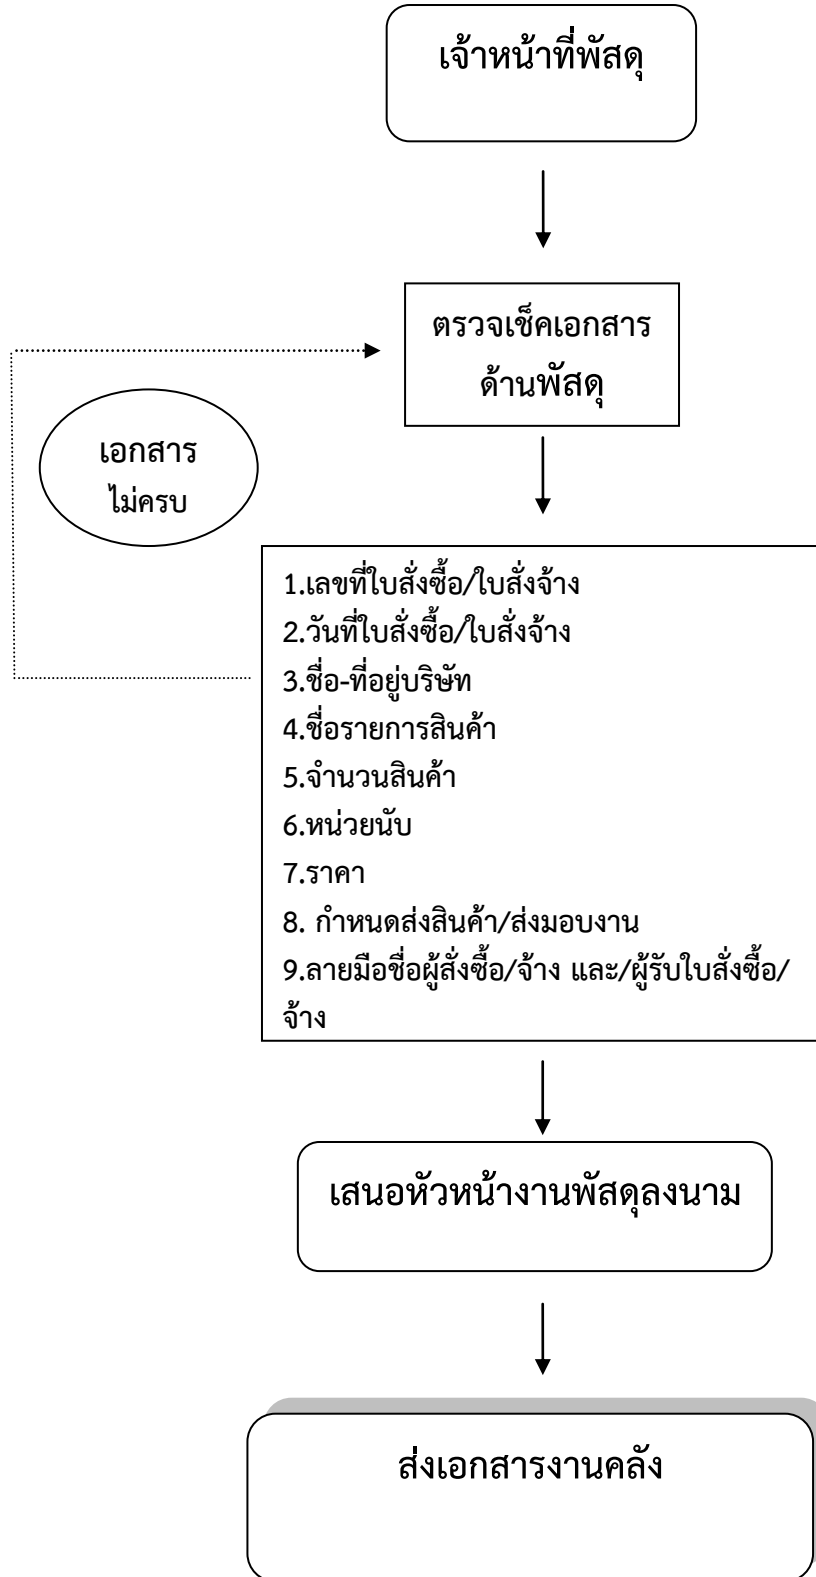 เจ้าหน้าที่พัสดุ
ตรวจเช็คเอกสาร
ด้านพัสดุ
เอกสาร
ไม่ครบ
1.เลขที่ใบสั่งซื้อ/ใบสั่งจ้าง
2.วันที่ใบสั่งซื้อ/ใบสั่งจ้าง
3.ชื่อ-ที่อยู่บริษัท
4.ชื่อรายการสินค้า
5.จำนวนสินค้า
6.หน่วยนับ
7.ราคา
8. กำหนดส่งสินค้า/ส่งมอบงาน
9.ลายมือชื่อผู้สั่งซื้อ/จ้าง และ/ผู้รับใบสั่งซื้อ/
จ้าง
เสนอหัวหน้างานพัสดุลงนาม
ส่งเอกสารงานคลัง